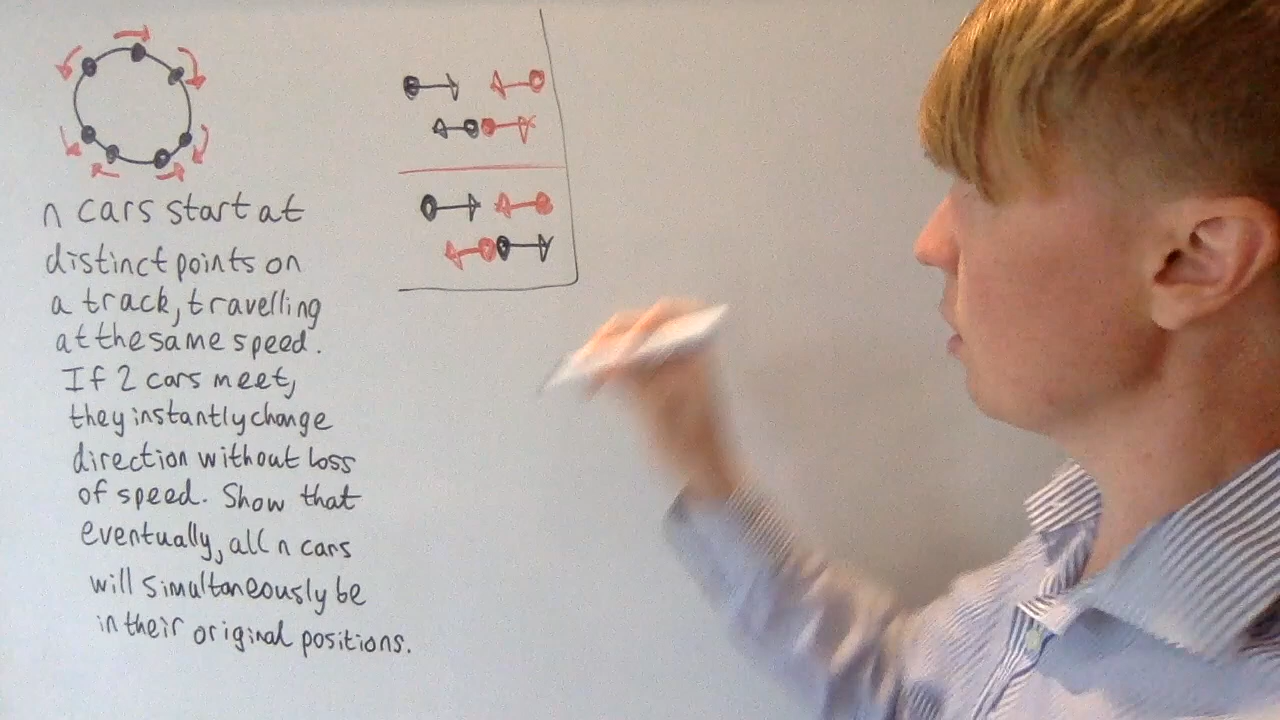 n cars start at
distinct points on
a track, travelling
at the same speed.
If 2 cars meet,
they instantly change
direction without loss
of speed. Show that
eventually, all n cars
will simultaneously be
in their original positions.